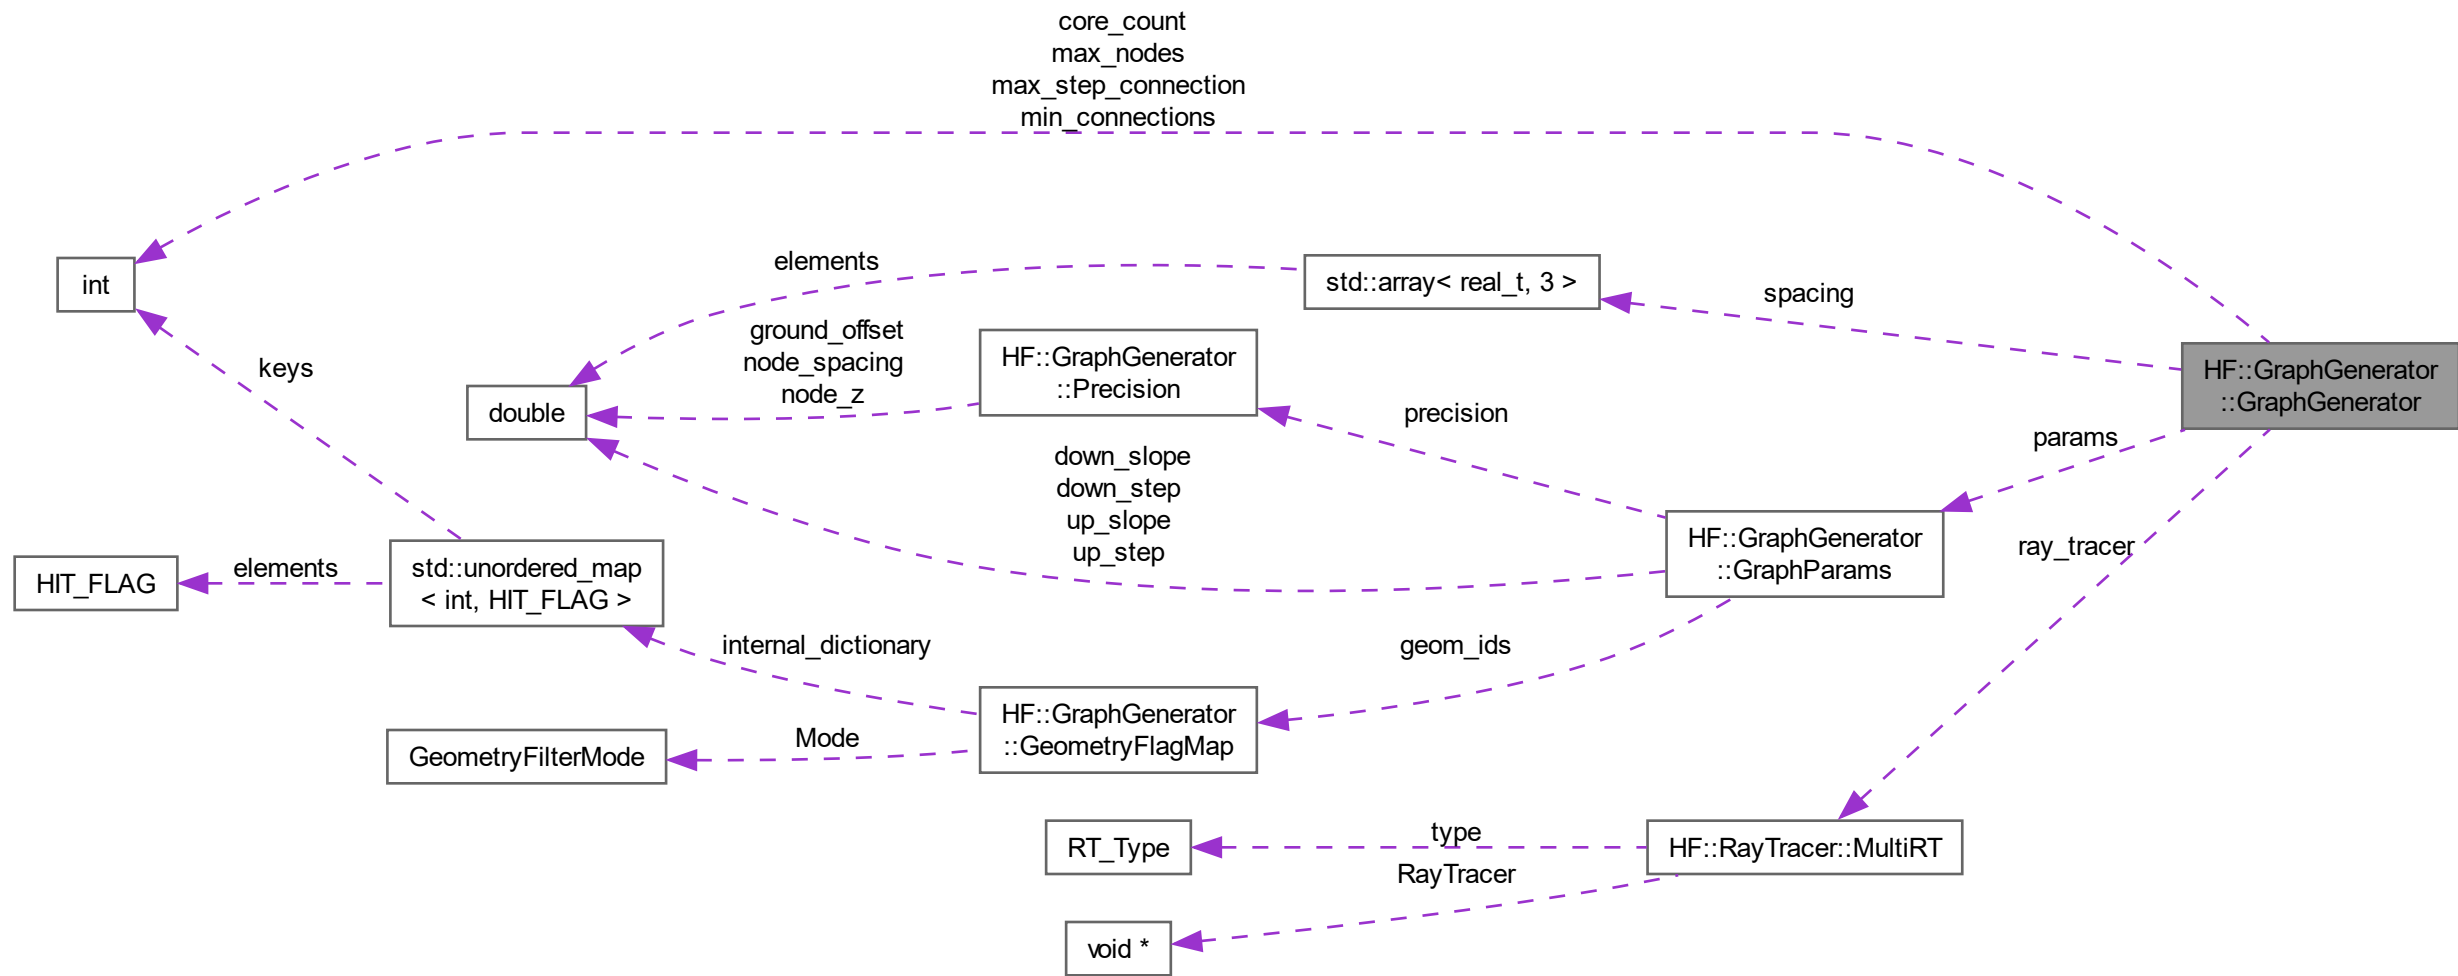 core_count
max_nodes
max_step_connection
min_connections
int
elements
std::array< real_t, 3 >
spacing
keys
double
ground_offset
node_spacing
node_z
HF::GraphGenerator
::Precision
precision
HF::GraphGenerator
::GraphGenerator
params
down_slope
down_step
up_slope
up_step
HIT_FLAG
elements
std::unordered_map
< int, HIT_FLAG >
HF::GraphGenerator
::GraphParams
ray_tracer
internal_dictionary
geom_ids
GeometryFilterMode
Mode
HF::GraphGenerator
::GeometryFlagMap
RT_Type
type
HF::RayTracer::MultiRT
RayTracer
void *